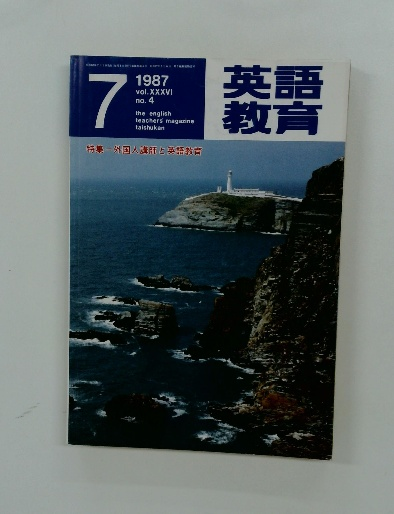 7
1987
vol.XXXVI
no. 4
the english
teachers' magazine
taishukan
英語
教育
特集－外国人講師と英語教育